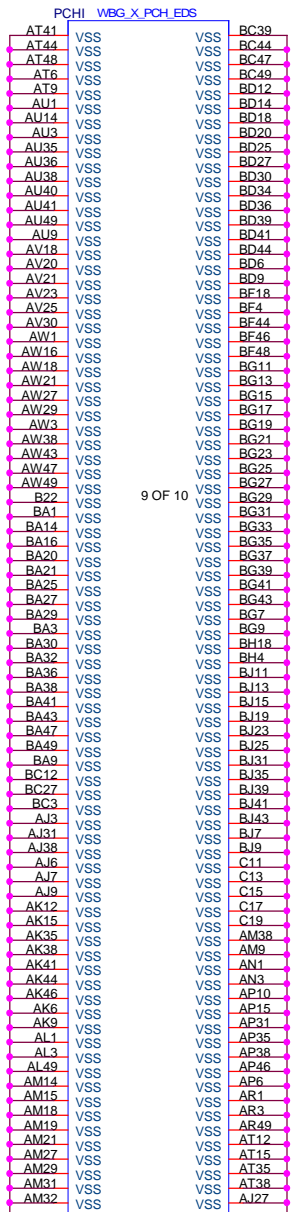 PCHI WBG_X_PCH_EDS
AT41 VSS VSS BC39
AT44 VSS VSS BC44
AT48 VSS VSS BC47
AT6 VSS VSS BC49
AT9 VSS VSS BD12
AU1 VSS VSS BD14
AU14 VSS VSS BD18
AU3 VSS VSS BD20
AU35 VSS VSS BD25
AU36 VSS VSS BD27
AU38 VSS VSS BD30
AU40 VSS VSS BD34
AU41 VSS VSS BD36
AU49 VSS VSS BD39
AU9 VSS VSS BD41
AV18 VSS VSS BD44
AV20 VSS VSS BD6
AV21 VSS VSS BD9
AV23 VSS VSS BF18
AV25 VSS VSS BF4
AV30 VSS VSS BF44
AW1 VSS VSS BF46
AW16 VSS VSS BF48
AW18 VSS VSS BG11
AW21 VSS VSS BG13
AW27 VSS VSS BG15
AW29 VSS VSS BG17
AW3 VSS VSS BG19
AW38 VSS VSS BG21
AW43 VSS VSS BG23
AW47 VSS VSS BG25
AW49 VSS VSS BG27
B22 VSS 9 OF 10 VSS BG29
BA1 VSS VSS BG31
BA14 VSS VSS BG33
BA16 VSS VSS BG35
BA20 VSS VSS BG37
BA21 VSS VSS BG39
BA25 VSS VSS BG41
BA27 VSS VSS BG43
BA29 VSS VSS BG7
BA3 VSS VSS BG9
BA30 VSS VSS BH18
BA32 VSS VSS BH4
BA36 VSS VSS BJ11
BA38 VSS VSS BJ13
BA41 VSS VSS BJ15
BA43 VSS VSS BJ19
BA47 VSS VSS BJ23
BA49 VSS VSS BJ25
BA9 VSS VSS BJ31
BC12 VSS VSS BJ35
BC27 VSS VSS BJ39
BC3 VSS VSS BJ41
AJ3 VSS VSS BJ43
AJ31 VSS VSS BJ7
AJ38 VSS VSS BJ9
AJ6 VSS VSS C11
AJ7 VSS VSS C13
AJ9 VSS VSS C15
AK12 VSS VSS C17
AK15 VSS VSS C19
AK35 VSS VSS AM38
AK38 VSS VSS AM9
AK41 VSS VSS AN1
AK44 VSS VSS AN3
AK46 VSS VSS AP10
AK6 VSS VSS AP15
AK9 VSS VSS AP31
AL1 VSS VSS AP35
AL3 VSS VSS AP38
AL49 VSS VSS AP46
AM14 VSS VSS AP6
AM15 VSS VSS AR1
AM18 VSS VSS AR3
AM19 VSS VSS AR49
AM21 VSS VSS AT12
AM27 VSS VSS AT15
AM29 VSS VSS AT35
AM31 VSS VSS AT38
AM32 VSS VSS AJ27